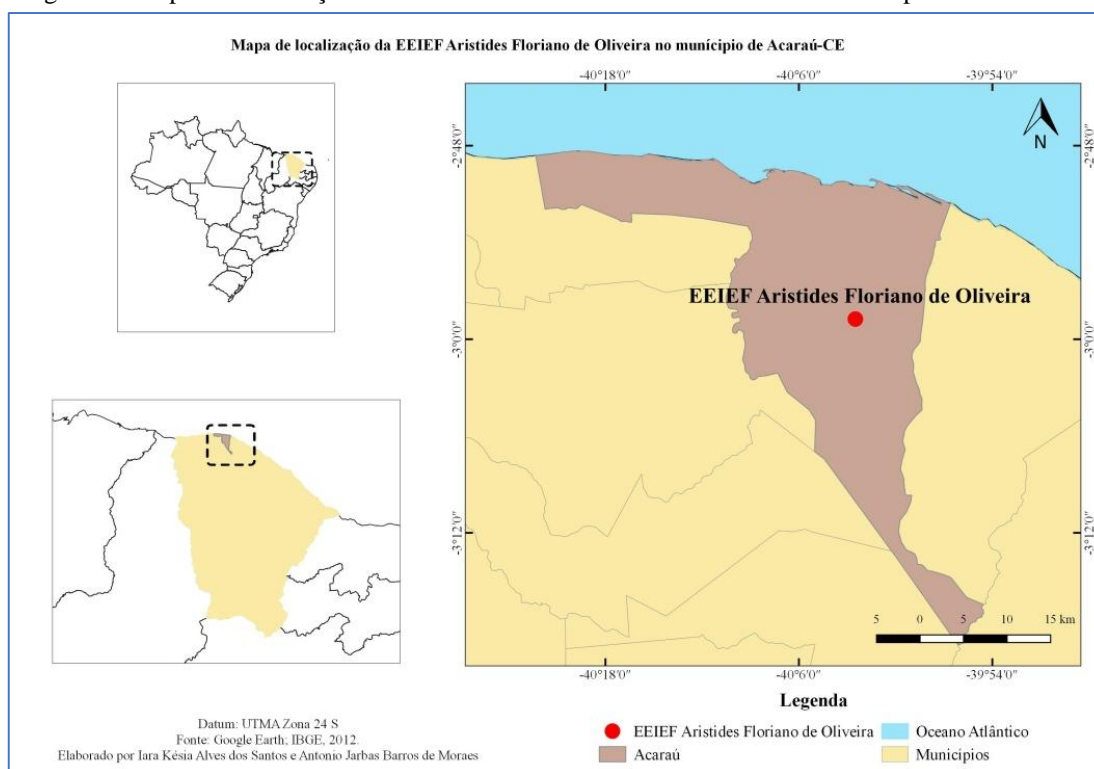 Mapa de localização da EEIEF Aristides Floriano de Oliveira no munícipio de Acaraú-CE
-40°18'0"
-40°6'0"
-39°54'0"
N
-2°48'0"
-2°48'0"
EEIEF Aristides Floriano de Oliveira
-3°0'0"
-3°0'0"
-3°12'0"
-3°12'0"
5 0 5 10 15 km
-40°18'0"
-40°6'0"
-39°54'0"
Legenda
EEIEF Aristides Floriano de Oliveira
Oceano Atlântico
Acaraú
Municípios
Datum: UTMA Zona 24 S
Fonte: Google Earth; IBGE, 2012.
Elaborado por Iara Késia Alves dos Santos e Antonio Jarbas Barros de Moraes